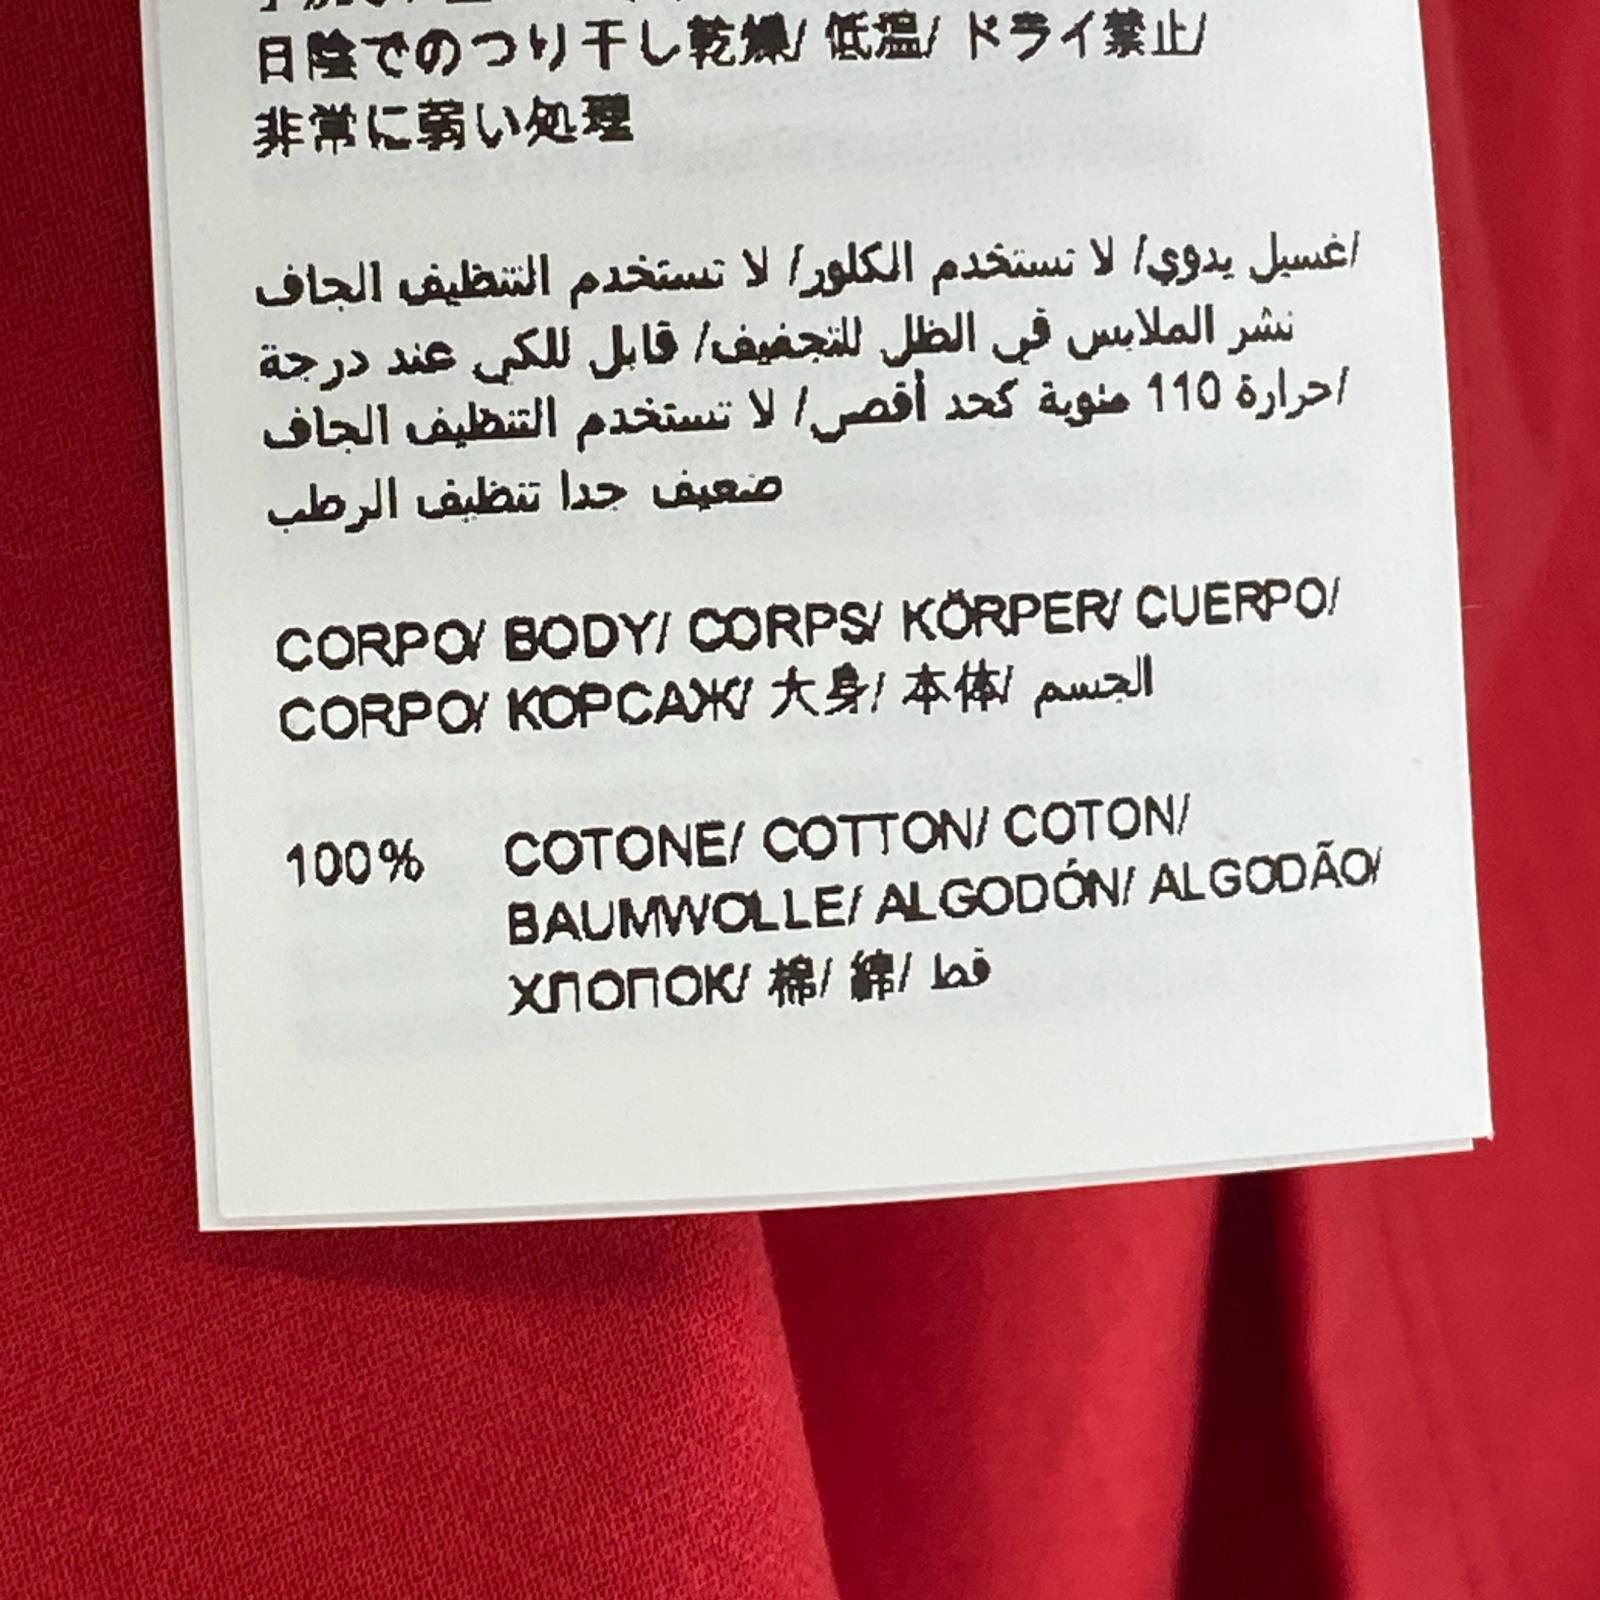 日陰でのつり干し乾燥/ 低温/ ドライ禁止/
非常に弱い処理
/غسيل يدوي/ لا تستخدم الكلور/ لا تستخدم التنظيف الجاف
نشر الملابس في الظل للتجفيف/ قابل للكي عند درجة
/حرارة 110 مئوية كحد أقصى/ لا تستخدم التنظيف الجاف
ضعيف جدا تنظيف الرطب
CORPO/ BODY/ CORPS/ KÖRPER/ CUERPO/
CORPO/ КОРСАЖ/ 大身/ 本体/ الجسم
100% COTONE/ COTTON/ COTON/
BAUMWOLLE/ ALGODÓN/ ALGODÃO/
ХЛОПОК/ 棉/ 綿/ قط